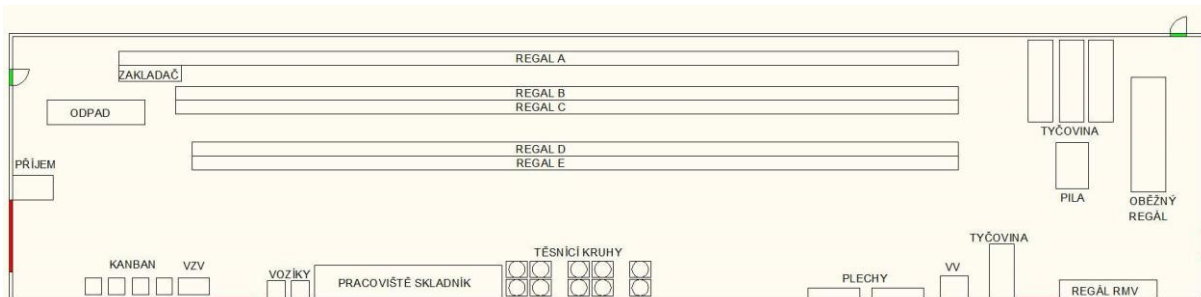 REGAL A
ZAKLADAČ
REGAL B
ODPAD
REGAL C
TYČOVINA
REGAL D
PŘÍJEM
REGAL E
PILA
OBĚŽNÝ
REGÁL
TYČOVINA
TĚSNÍCÍ KRUHY
KANBAN
VZV
VOZÍKY
PRACOVIŠTĚ SKLADNÍK
PLECHY
VV
REGÁL RMV